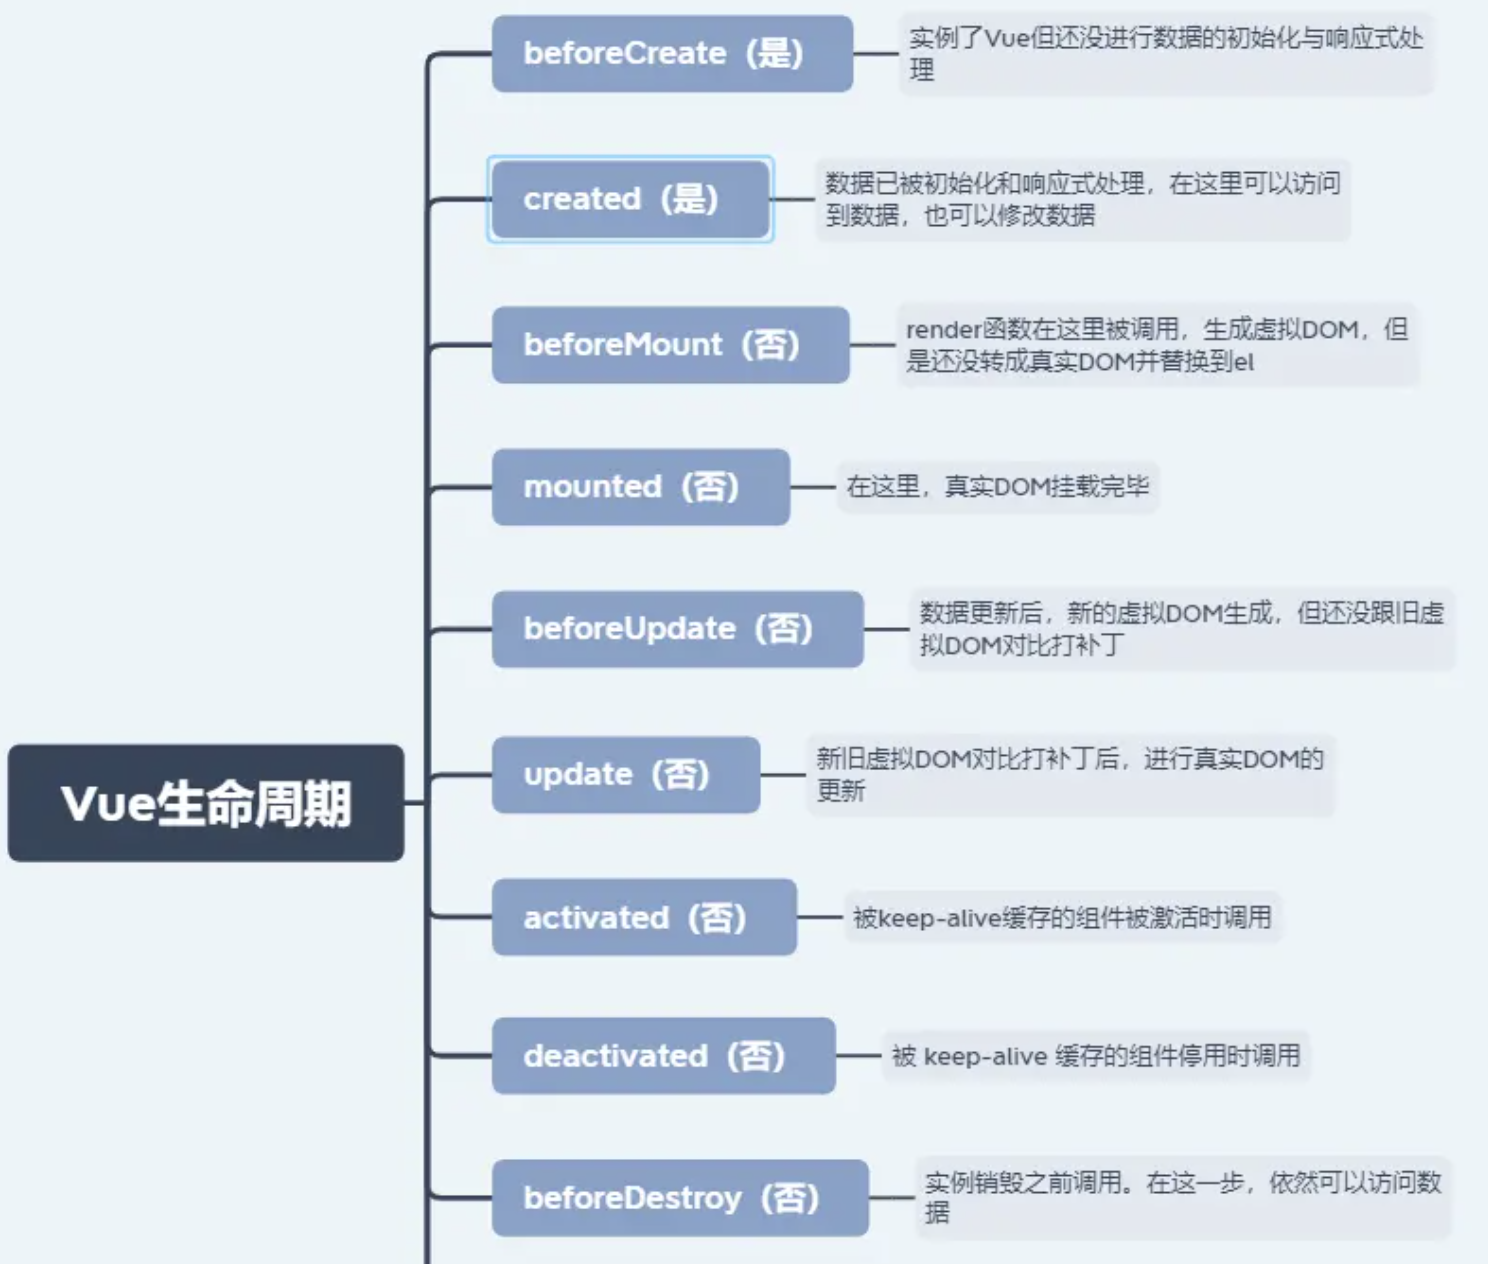 beforeCreate（是）
实例了Vue但还没进行数据的初始化与响应式处
理
created（是）
数据已被初始化和响应式处理，在这里可以访问
到数据，也可以修改数据
beforeMount（否）
render函数在这里被调用，生成虚拟DOM，但
是还没转成真实DOM并替换到el
mounted（否）
在这里，真实DOM挂载完毕
beforeUpdate（否）
数据更新后，新的虚拟DOM生成，但还没跟旧虚
拟DOM对比打补丁
update（否）
新旧虚拟DOM对比打补丁后，进行真实DOM的
更新
Vue生命周期
activated（否）
被keep-alive缓存的组件被激活时调用
deactivated（否）
被 keep-alive 缓存的组件停用时调用
beforeDestroy（否）
实例销毁之前调用。在这一步，依然可以访问数
据